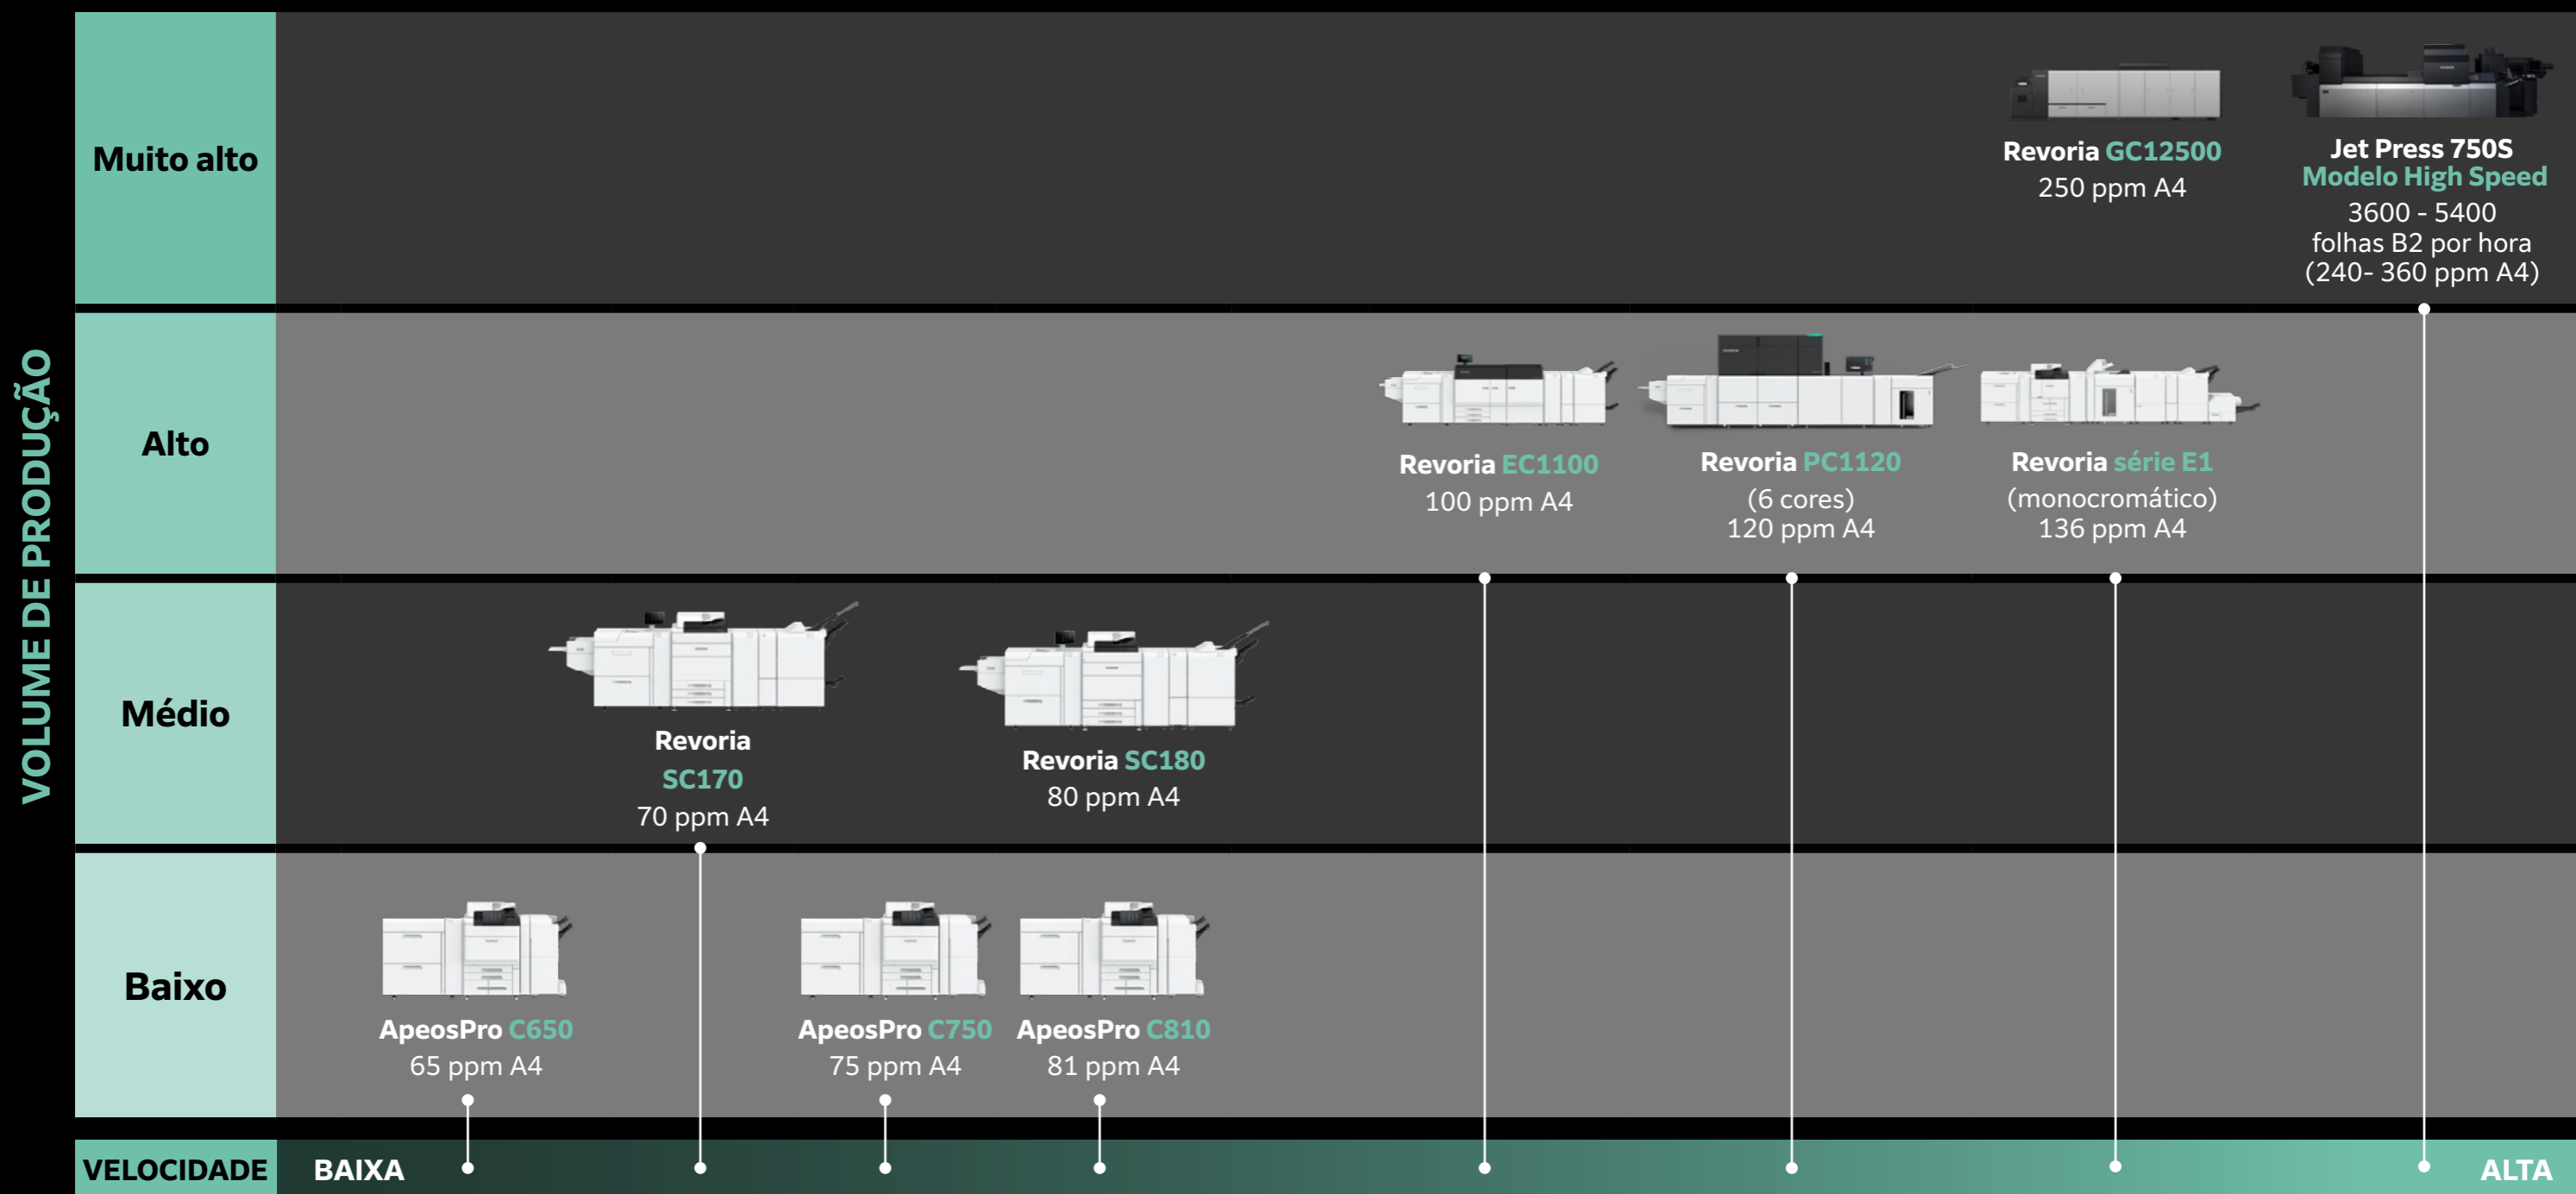 VOLUME DE PRODUÇÃO
Muito alto
Revoria GC12500
250 ppm A4
Jet Press 750S
Modelo High Speed
3600 - 5400
folhas B2 por hora
(240- 360 ppm A4)
Alto
Revoria EC1100
100 ppm A4
Revoria PC1120
(6 cores)
120 ppm A4
Revoria série E1
(monocromático)
136 ppm A4
Médio
Revoria
SC170
70 ppm A4
Revoria SC180
80 ppm A4
Baixo
ApeosPro C650
65 ppm A4
ApeosPro C750
75 ppm A4
ApeosPro C810
81 ppm A4
VELOCIDADE
BAIXA
ALTA